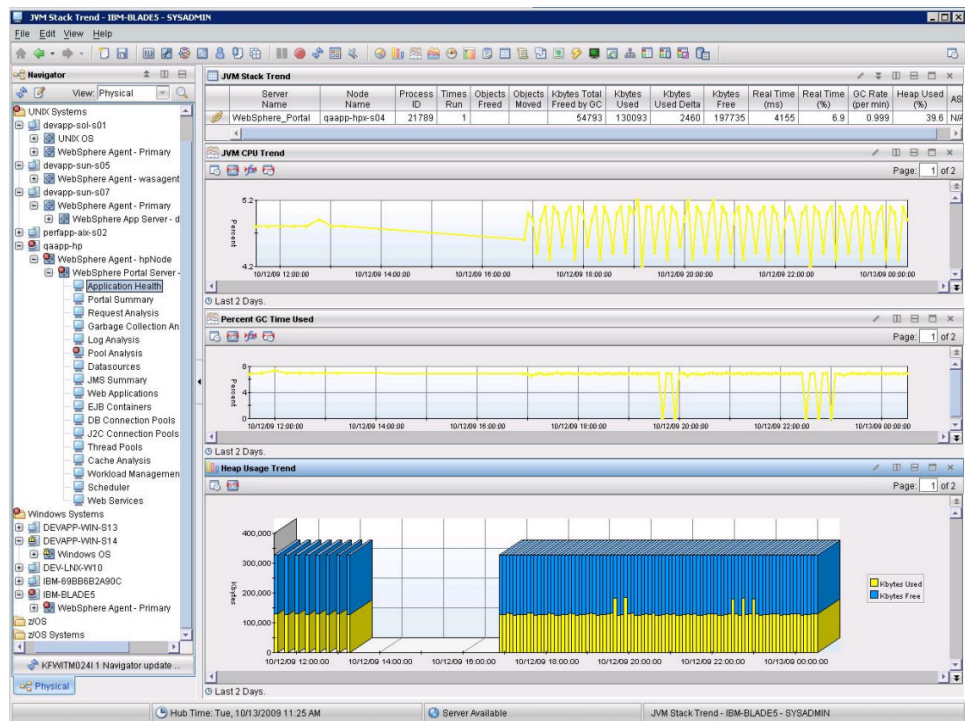 JVM Stack Trend - IBM-BLADE5 - SYSADMIN
File Edit View Help
Navigator
View: Physical
UNIX Systems
devapp-sol-s01
UNIX OS
WebSphere Agent - Primary
devapp-sun-s05
WebSphere Agent - wasagent
devapp-sun-s07
WebSphere Agent - Primary
WebSphere App Server - d
perfapp-aix-s02
qaapp-hp
WebSphere Agent - hpNode
WebSphere Portal Server -
Application Health
Portal Summary
Request Analysis
Garbage Collection An
Log Analysis
Pool Analysis
Datasources
JMS Summary
Web Applications
EJB Containers
DB Connection Pools
J2C Connection Pools
Thread Pools
Cache Analysis
Workload Managemen
Scheduler
Web Services
Windows Systems
DEVAPP-WIN-S13
DEVAPP-WIN-S14
Windows OS
DEV-LNX-W10
IBM-69BB6B2A90C
IBM-BLADE5
WebSphere Agent - Primary
z/OS
z/OS Systems
KFWITM024I 1 Navigator update ...
Physical
JVM Stack Trend
Server Name Node Name Process ID Times Run Objects Freed Objects Moved Kbytes Total Freed by GC Kbytes Used Kbytes Used Delta Kbytes Free Real Time (ms) Real Time (%) GC Rate (per min) Heap Used (%) AS
WebSphere_Portal qaapp-hpx-s04 21789 1 54793 130093 2460 197735 4155 6.9 0.999 39.6 N/A
JVM CPU Trend
Page: 1 of 2
5.2
Percent
4.2
10/12/09 12:00:00 10/12/09 14:00:00 10/12/09 16:00:00 10/12/09 18:00:00 10/12/09 20:00:00 10/12/09 22:00:00 10/13/09 00:00:00
Last 2 Days.
Percent GC Time Used
Page: 1 of 2
8
4
0
Percent
10/12/09 12:00:00 10/12/09 14:00:00 10/12/09 16:00:00 10/12/09 18:00:00 10/12/09 20:00:00 10/12/09 22:00:00 10/13/09 00:00:00
Last 2 Days.
Heap Usage Trend
Page: 1 of 2
400,000
300,000
200,000
100,000
0
Kbytes
Kbytes Used
Kbytes Free
10/12/09 12:00:00 10/12/09 14:00:00 10/12/09 16:00:00 10/12/09 18:00:00 10/12/09 20:00:00 10/12/09 22:00:00 10/13/09 00:00:00
Last 2 Days.
Hub Time: Tue, 10/13/2009 11:25 AM
Server Available
JVM Stack Trend - IBM-BLADE5 - SYSADMIN